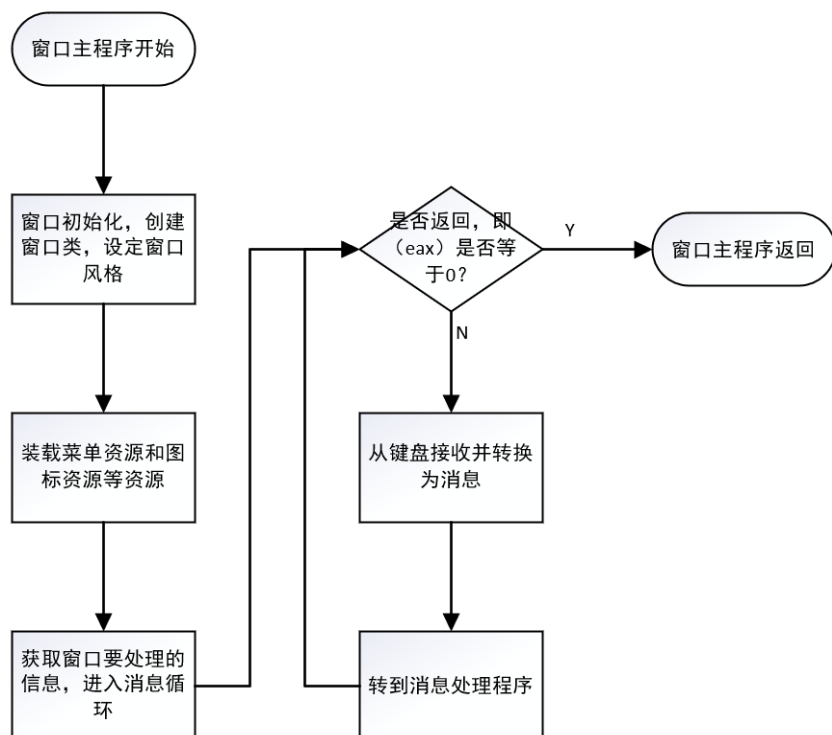 窗口主程序开始
窗口初始化，创建
窗口类，设定窗口
风格
装载菜单资源和图
标资源等资源
获取窗口要处理的
信息，进入消息循
环
是否返回，即
（eax）是否等
于0？
Y
窗口主程序返回
N
从键盘接收并转换
为消息
转到消息处理程序